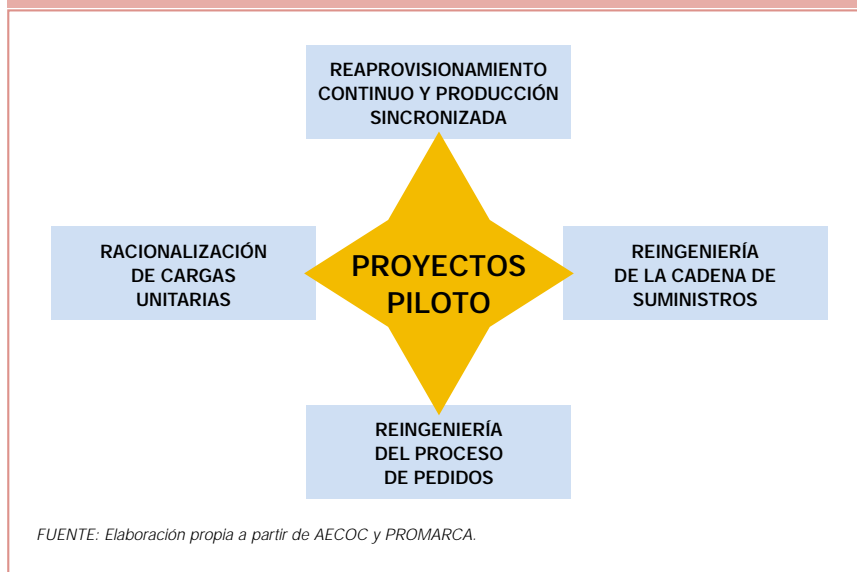 REAPROVISIONAMIENTO
CONTINUO Y PRODUCCIÓN
SINCRONIZADA
RACIONALIZACIÓN
DE CARGAS
UNITARIAS
PROYECTOS
PILOTO
REINGENIERÍA
DE LA CADENA DE
SUMINISTROS
REINGENIERÍA
DEL PROCESO
DE PEDIDOS
FUENTE: Elaboración propia a partir de AECOC y PROMARCA.